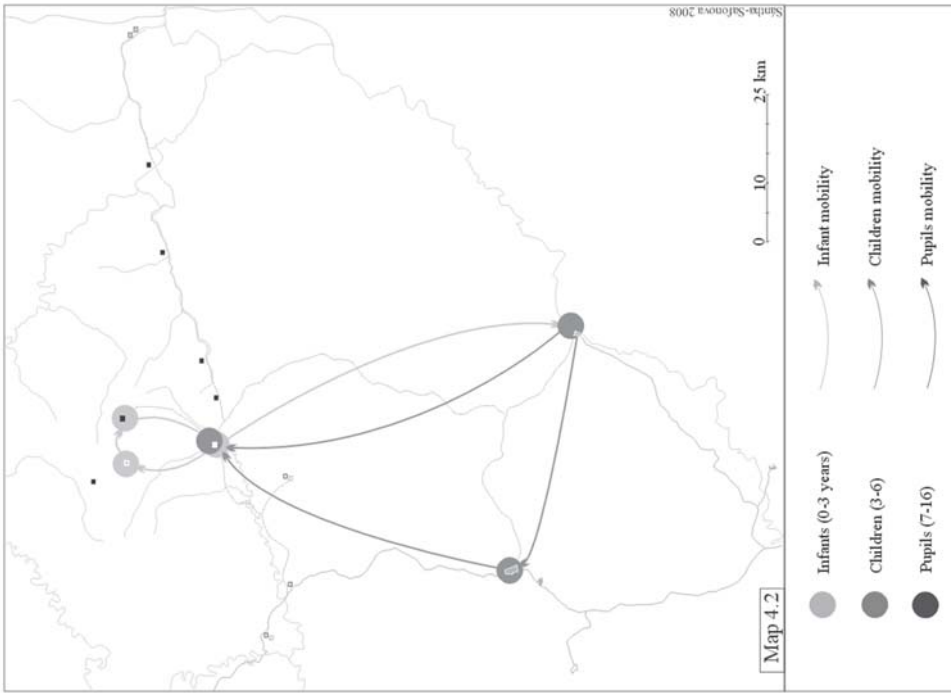 Sántha-Safonova 2008
0 10 25 km
Map 4.2
Infants (0-3 years)
Infant mobility
Children (3-6)
Children mobility
Pupils (7-16)
Pupils mobility